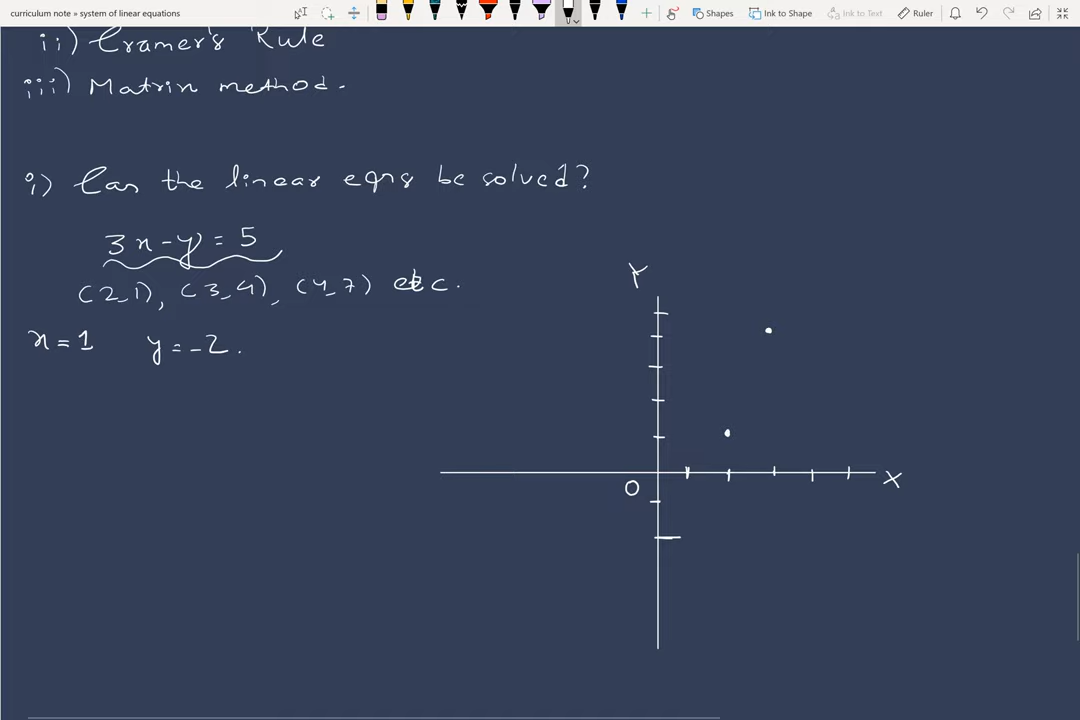 curriculum note » system of linear equations
Shapes Ink to Shape Ink to Text Ruler
ii) Cramer's Rule
iii) Matrix method.
i) Can the linear eqns be solved?
3x-y=5
(2,1), (3,4), (4,7) etc.
x=1 y=-2.
Y
O
X